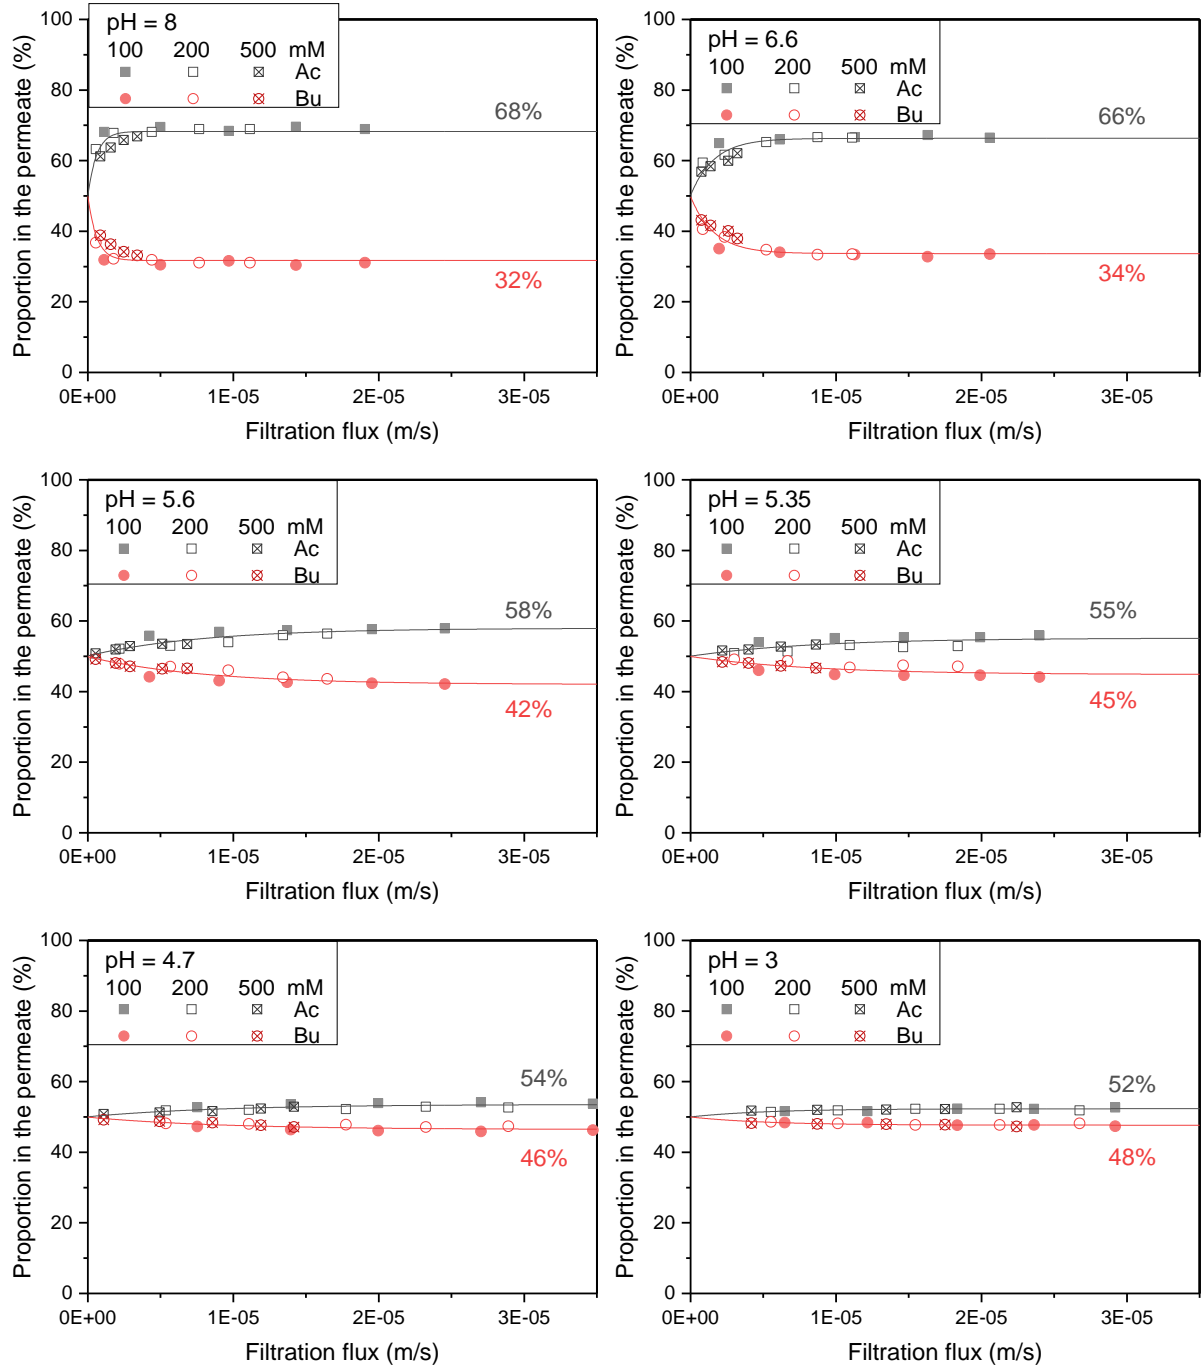 pH = 8
100 200 500 mM
Ac
Bu
68%
32%
Proportion in the permeate (%)
100
80
60
40
20
0
0E+00 1E-05 2E-05 3E-05
Filtration flux (m/s)
pH = 6.6
100 200 500 mM
Ac
Bu
66%
34%
Proportion in the permeate (%)
100
80
60
40
20
0
0E+00 1E-05 2E-05 3E-05
Filtration flux (m/s)
pH = 5.6
100 200 500 mM
Ac
Bu
58%
42%
Proportion in the permeate (%)
100
80
60
40
20
0
0E+00 1E-05 2E-05 3E-05
Filtration flux (m/s)
pH = 5.35
100 200 500 mM
Ac
Bu
55%
45%
Proportion in the permeate (%)
100
80
60
40
20
0
0E+00 1E-05 2E-05 3E-05
Filtration flux (m/s)
pH = 4.7
100 200 500 mM
Ac
Bu
54%
46%
Proportion in the permeate (%)
100
80
60
40
20
0
0E+00 1E-05 2E-05 3E-05
Filtration flux (m/s)
pH = 3
100 200 500 mM
Ac
Bu
52%
48%
Proportion in the permeate (%)
100
80
60
40
20
0
0E+00 1E-05 2E-05 3E-05
Filtration flux (m/s)